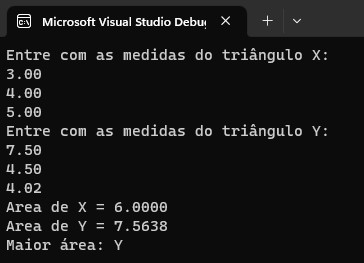 Microsoft Visual Studio Debu
Entre com as medidas do triângulo X:
3.00
4.00
5.00
Entre com as medidas do triângulo Y:
7.50
4.50
4.02
Area de X = 6.0000
Area de Y = 7.5638
Maior área: Y